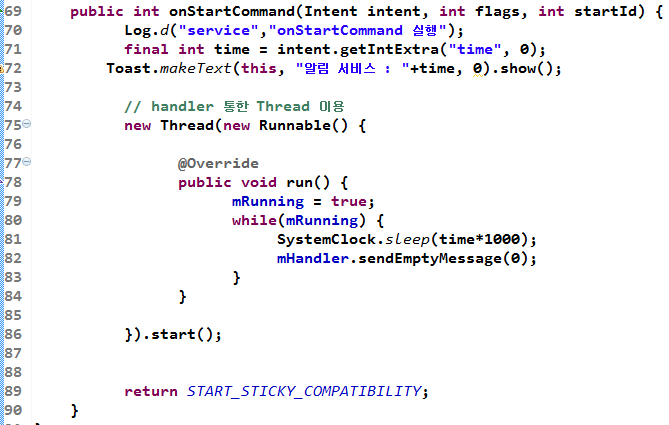 69 public int onStartCommand(Intent intent, int flags, int startId) {
70 Log.d("service","onStartCommand 실행");
71 final int time = intent.getIntExtra("time", 0);
72 Toast.makeText(this, "알림 서비스 : "+time, 0).show();
73
74 // handler 통한 Thread 이용
75 new Thread(new Runnable() {
76
77 @Override
78 public void run() {
79 mRunning = true;
80 while(mRunning) {
81 SystemClock.sleep(time*1000);
82 mHandler.sendEmptyMessage(0);
83 }
84 }
85
86 }).start();
87
88
89 return START_STICKY_COMPATIBILITY;
90 }